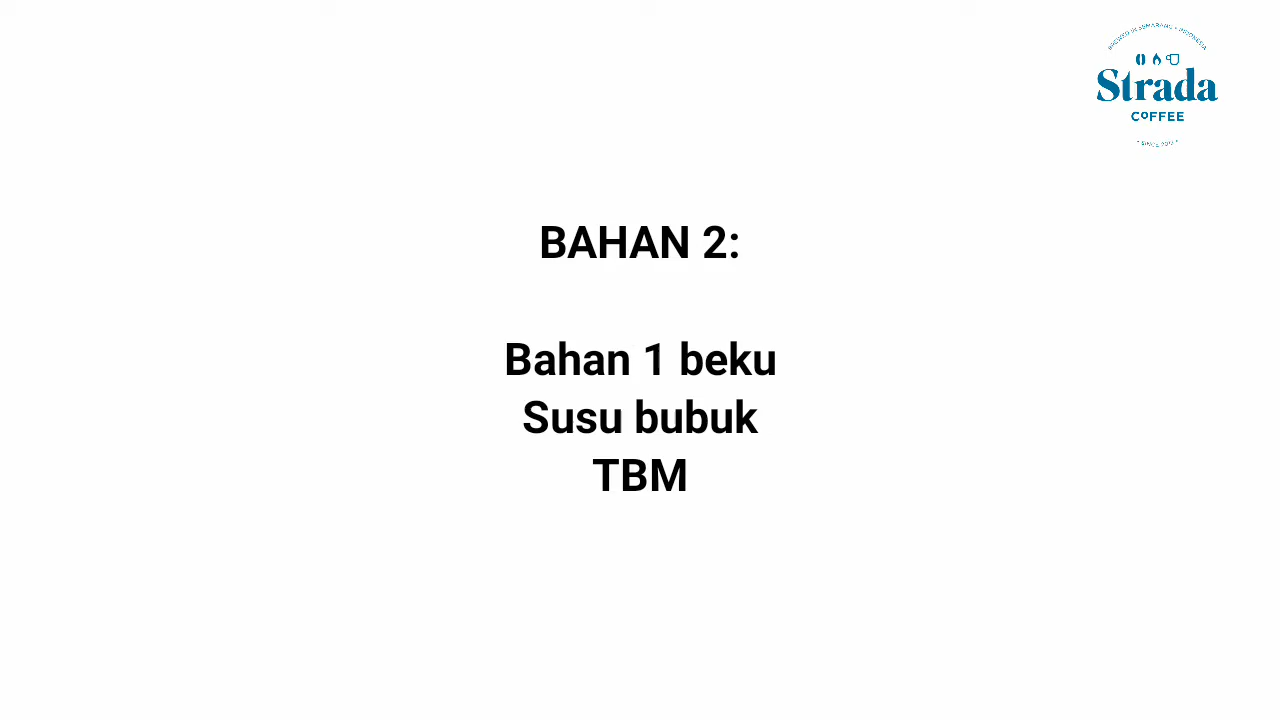 Strada
COFFEE
BAHAN 2:
Bahan 1 beku
Susu bubuk
TBM